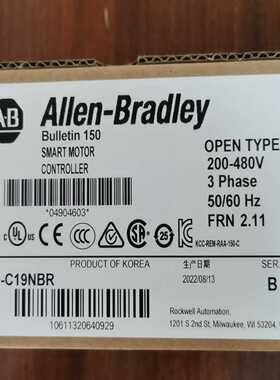 AB
Allen-Bradley
Bulletin 150
SMART MOTOR
CONTROLLER
OPEN TYPE
200-480V
3 Phase
50/60 Hz
FRN 2.11
*04904603*
KCC-REM-RAA-150-C
PRODUCT OF KOREA
生产日期
2022/08/13
SER
-C19NBR
B
10611320640929
Rockwell Automation
1201 S 2nd St, Milwaukee, WI 53204